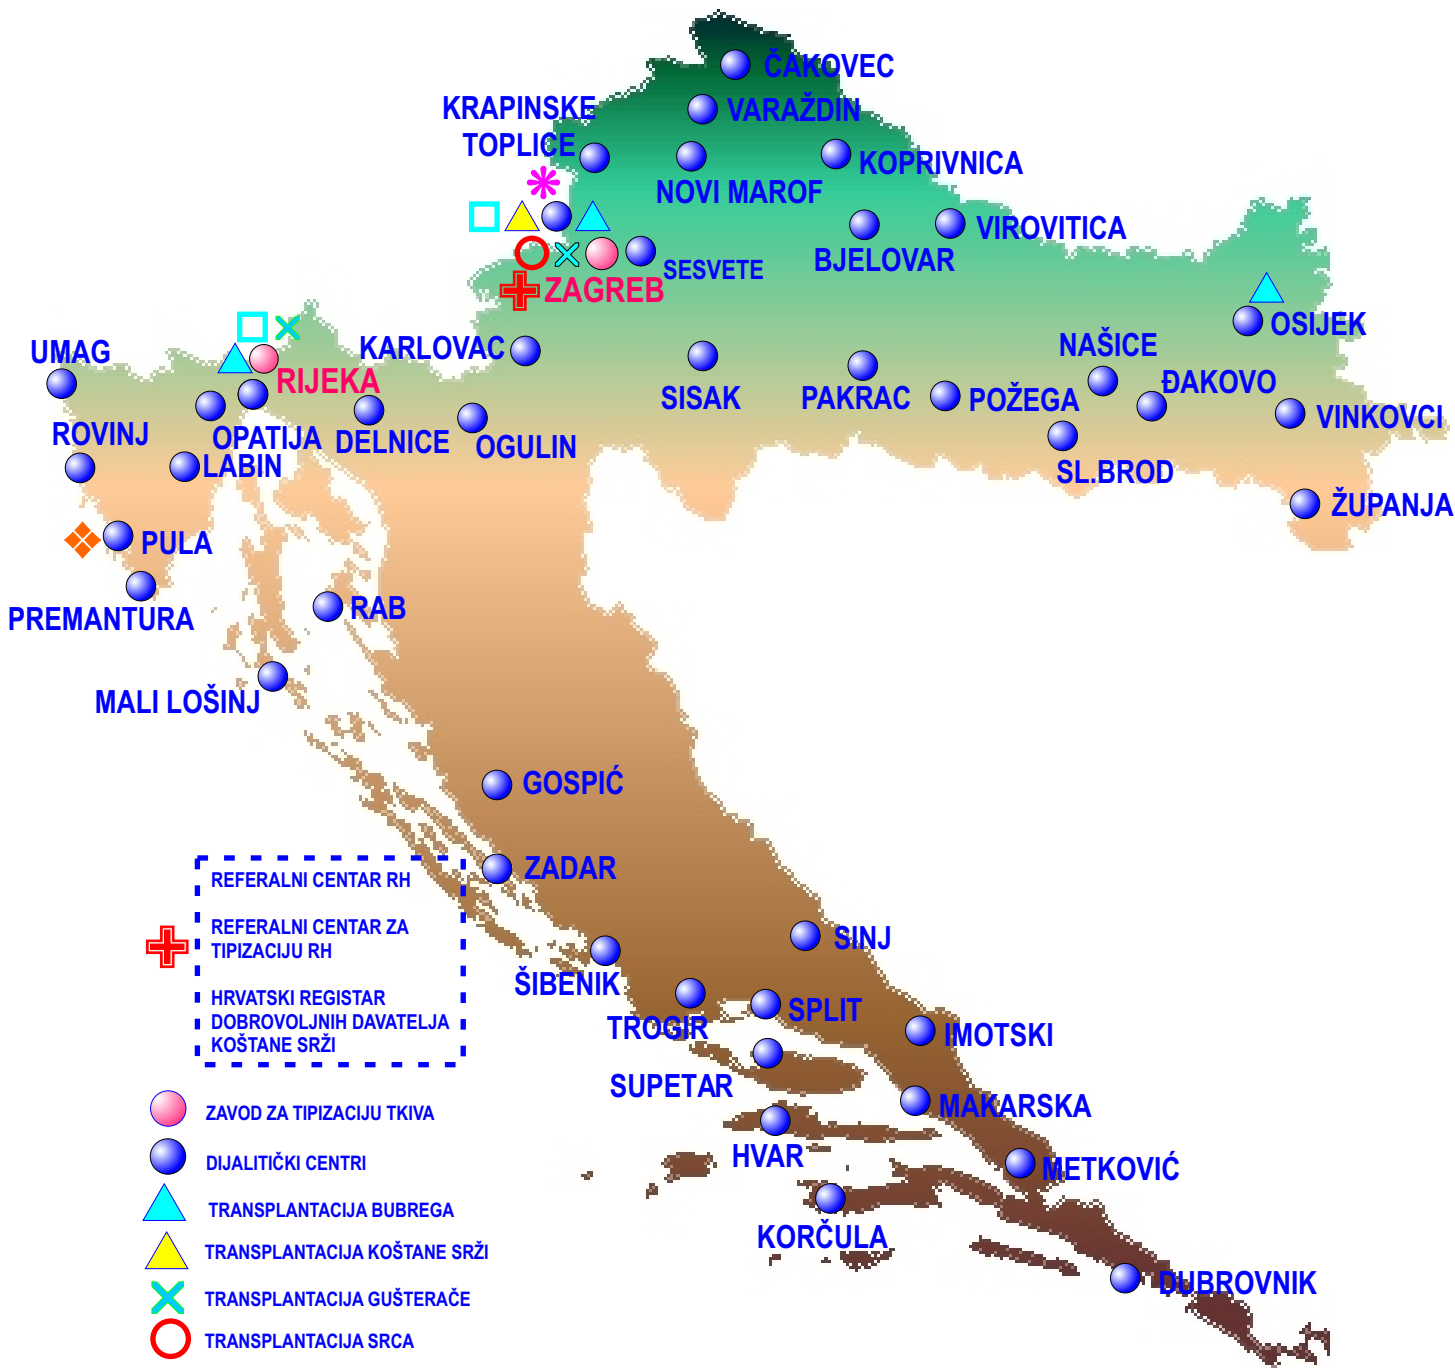 ČAKOVEC
KRAPINSKE
TOPLICE
VARAŽDIN
NOVI MAROF
KOPRIVNICA
VIROVITICA
BJELOVAR
SESVETE
ZAGREB
OSIJEK
UMAG
KARLOVAC
NAŠICE
RIJEKA
SISAK
PAKRAC
POŽEGA
ĐAKOVO
VINKOVCI
ROVINJ
OPATIJA
DELNICE
OGULIN
LABIN
SL.BROD
ŽUPANJA
PULA
PREMANTURA
RAB
MALI LOŠINJ
GOSPIĆ
ZADAR
SINJ
ŠIBENIK
TROGIR
SPLIT
IMOTSKI
SUPETAR
MAKARSKA
HVAR
METKOVIĆ
KORČULA
DUBROVNIK
REFERALNI CENTAR RH
REFERALNI CENTAR ZA
TIPIZACIJU RH
HRVATSKI REGISTAR
DOBROVOLJNIH DAVATELJA
KOŠTANE SRŽI
ZAVOD ZA TIPIZACIJU TKIVA
DIJALITIČKI CENTRI
TRANSPLANTACIJA BUBREGA
TRANSPLANTACIJA KOŠTANE SRŽI
TRANSPLANTACIJA GUŠTERAČE
TRANSPLANTACIJA SRCA